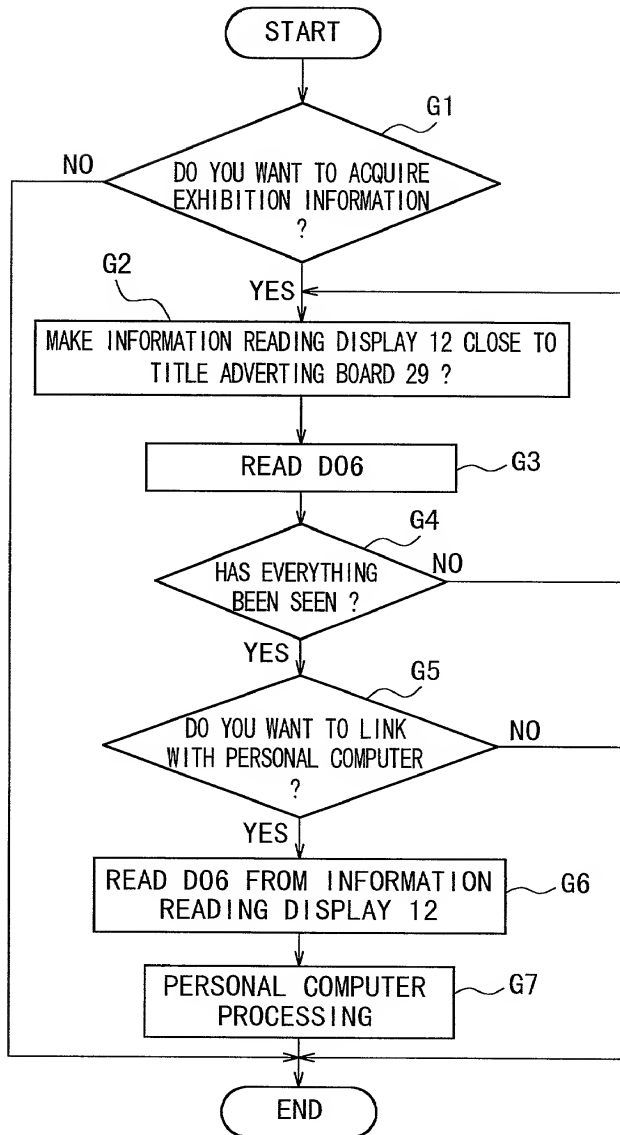 START
G1
NO
DO YOU WANT TO ACQUIRE
EXHIBITION INFORMATION
?
G2
YES
MAKE INFORMATION READING DISPLAY 12 CLOSE TO
TITLE ADVERTING BOARD 29 ?
READ D06
G3
G4
HAS EVERYTHING
BEEN SEEN ?
NO
YES
G5
DO YOU WANT TO LINK
WITH PERSONAL COMPUTER
?
NO
YES
READ D06 FROM INFORMATION
READING DISPLAY 12
G6
PERSONAL COMPUTER
PROCESSING
G7
END